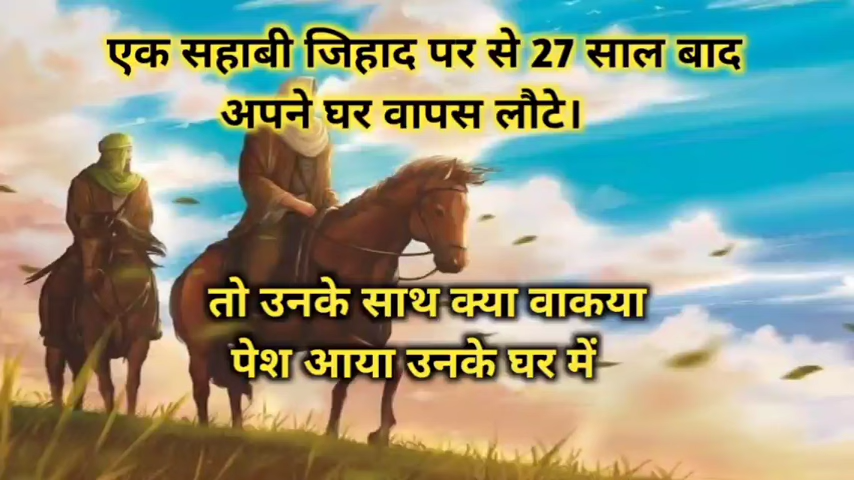 एक सहाबी जिहाद पर से 27 साल बाद
अपने घर वापस लौटे।
तो उनके साथ क्या वाकया
पेश आया उनके घर में